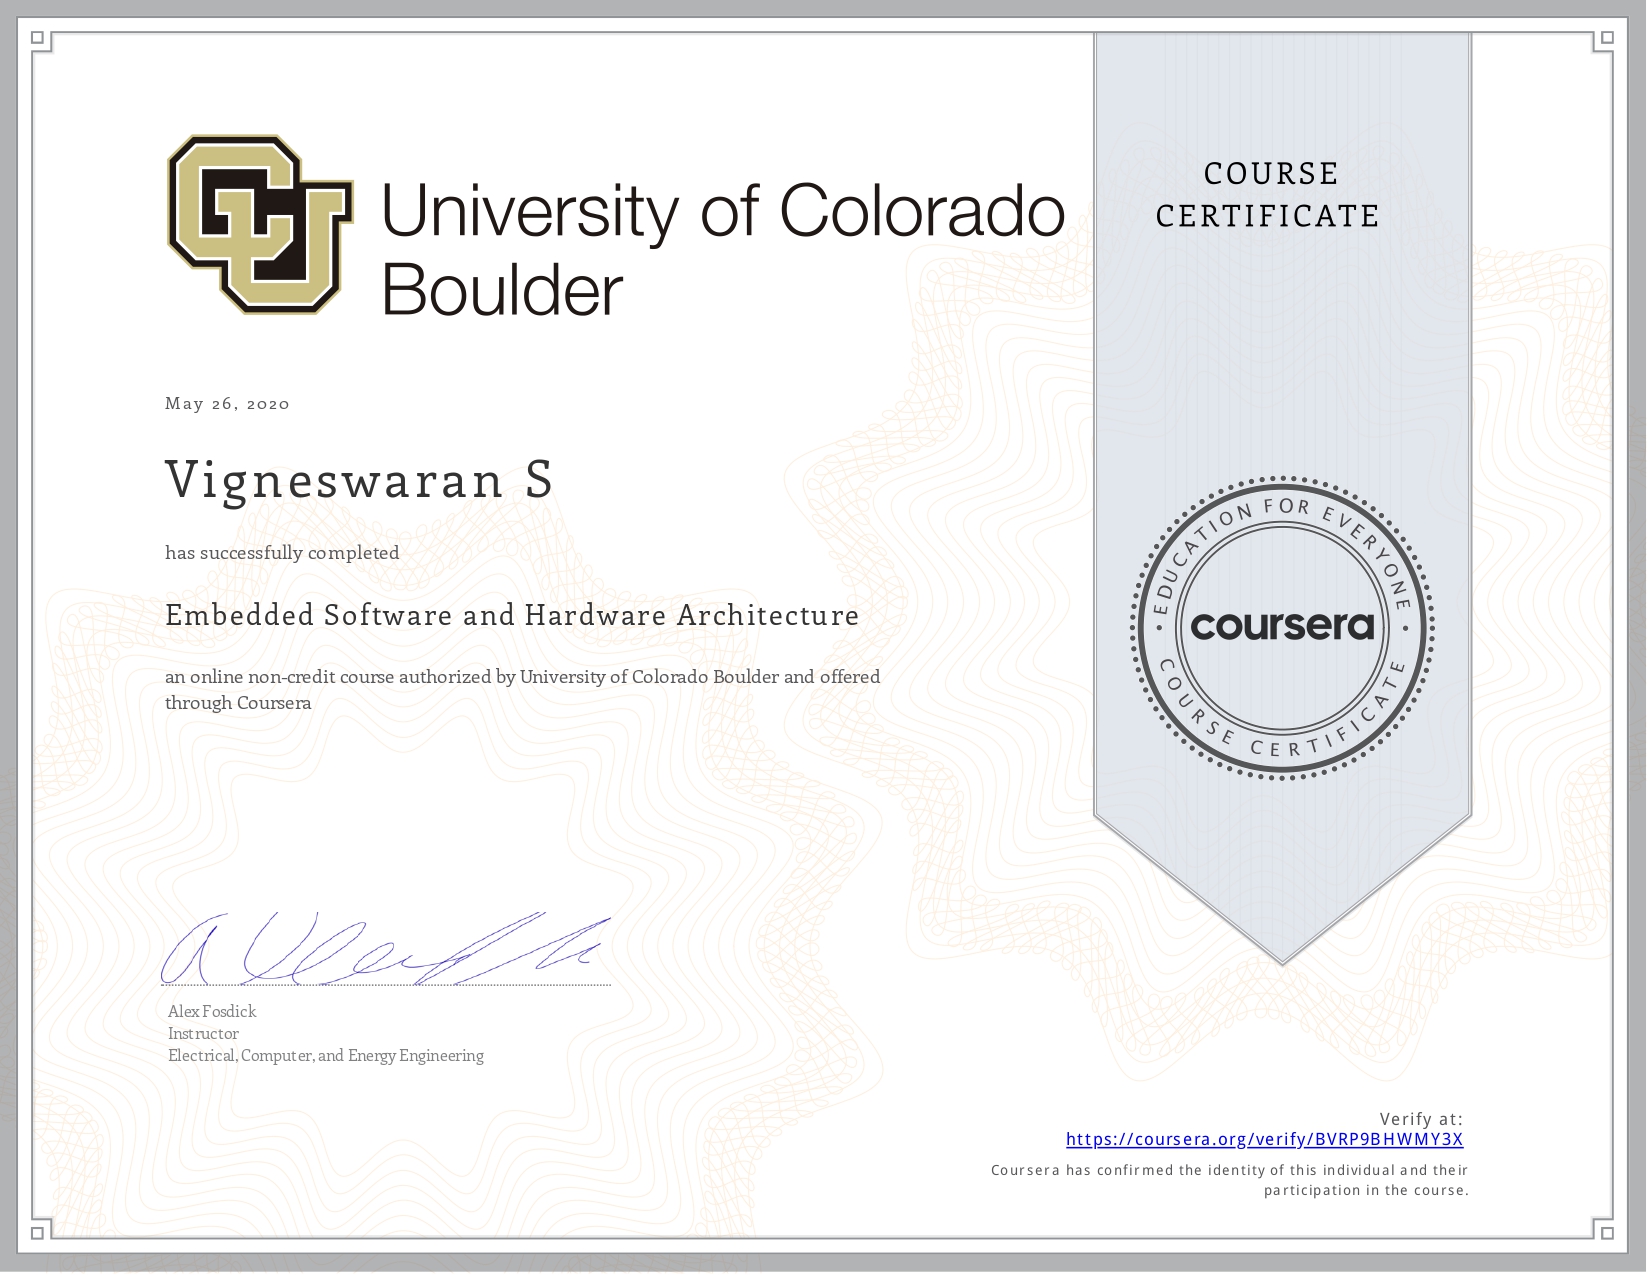 CU
University of Colorado
Boulder
COURSE
CERTIFICATE
May 26, 2020
Vigneswaran S
has successfully completed
Embedded Software and Hardware Architecture
an online non-credit course authorized by University of Colorado Boulder and offered
through Coursera
EDUCATION FOR EVERYONE
coursera
COURSE CERTIFICATE
Alex Fosdick
Instructor
Electrical, Computer, and Energy Engineering
Verify at:
https://coursera.org/verify/BVRP9BHWMY3X
Coursera has confirmed the identity of this individual and their
participation in the course.